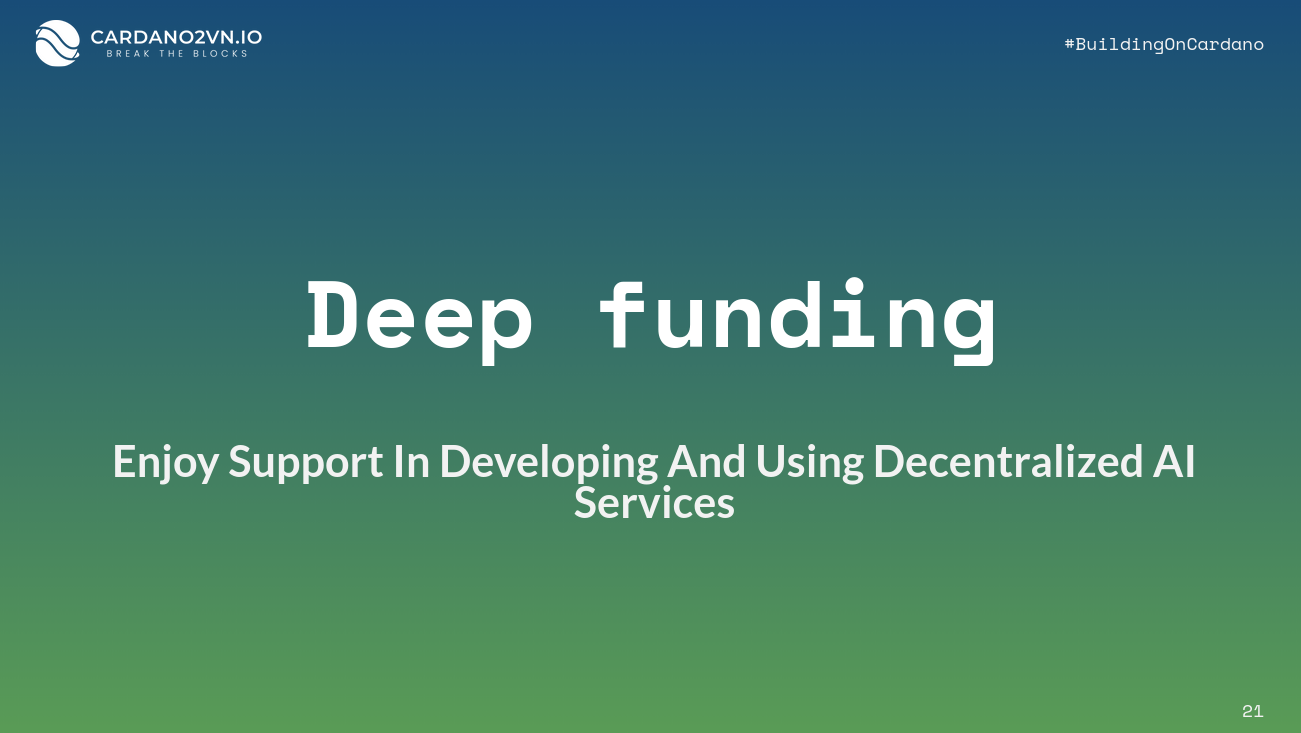 CARDANO2VN.IO
BREAK THE BLOCKS
#BuildingOnCardano
Deep funding
Enjoy Support In Developing And Using Decentralized AI
Services
21